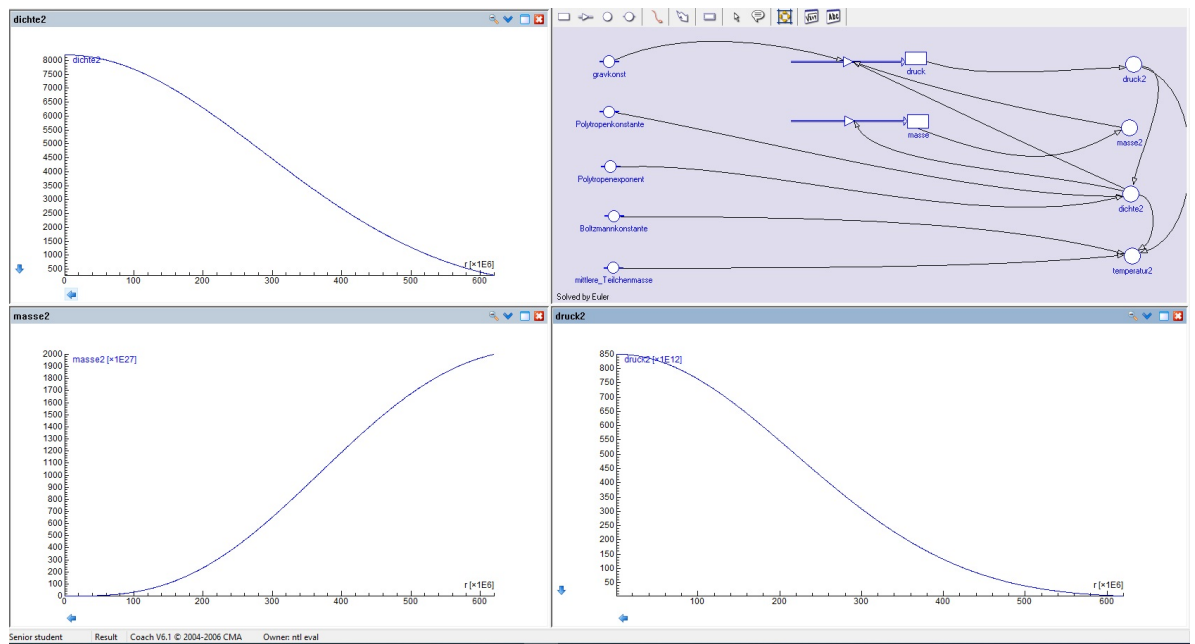 dichte2
dichte2
8000
7500
7000
6500
6000
5500
5000
4500
4000
3500
3000
2500
2000
1500
1000
500
0 100 200 300 400 500 600
r [×1E6]
gravkonst
druck
druck2
Polytropenkonstante
masse
masse2
Polytropenexponent
dichte2
Boltzmannkonstante
temperatur2
mittlere_Teilchenmasse
Solved by Euler
masse2
masse2 [×1E27]
2000
1900
1800
1700
1600
1500
1400
1300
1200
1100
1000
900
800
700
600
500
400
300
200
100
0
0 100 200 300 400 500 600
r [×1E6]
druck2
druck2 [×1E12]
850
800
750
700
650
600
550
500
450
400
350
300
250
200
150
100
50
100 200 300 400 500 600
r [×1E6]
Senior student Result Coach V6.1 © 2004-2006 CMA Owner: ntl eval